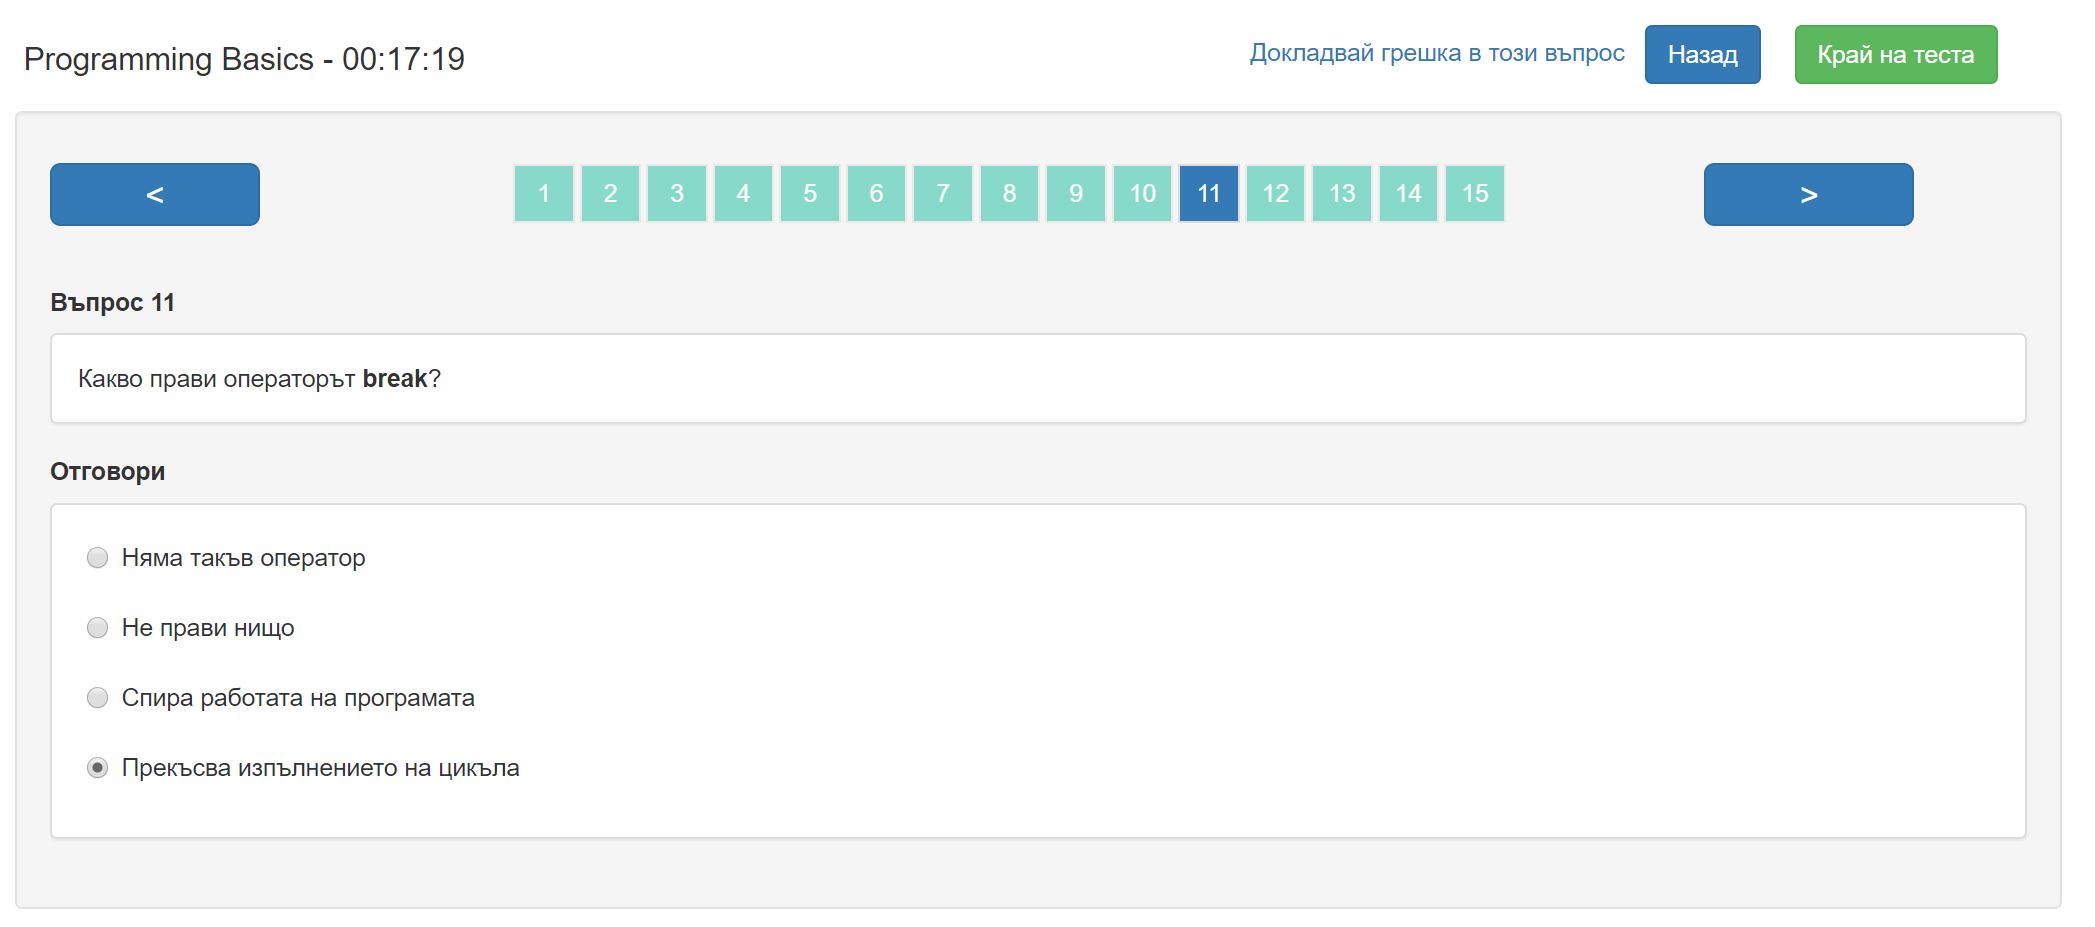 Programming Basics - 00:17:19
Докладвай грешка в този въпрос
Назад
Край на теста
<
1 2 3 4 5 6 7 8 9 10 11 12 13 14 15
>
Въпрос 11
Какво прави операторът break?
Отговори
Няма такъв оператор
Не прави нищо
Спира работата на програмата
Прекъсва изпълнението на цикъла